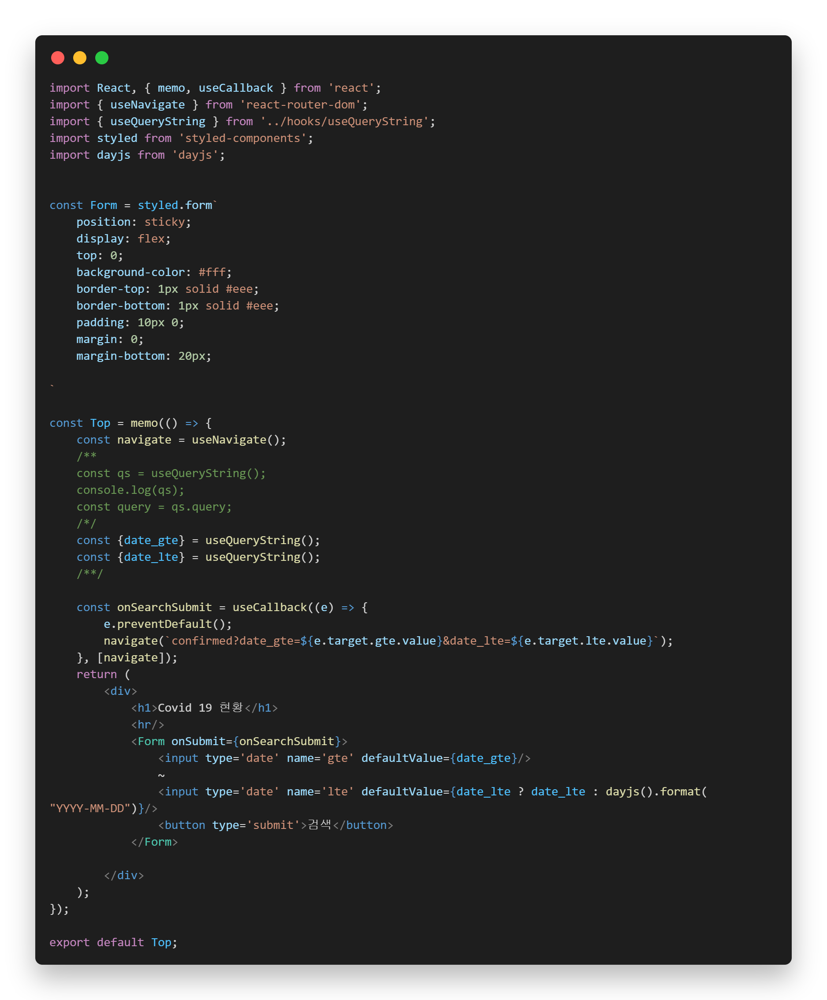 import React, { memo, useCallback } from 'react';
import { useNavigate } from 'react-router-dom';
import { useQueryString } from '../hooks/useQueryString';
import styled from 'styled-components';
import dayjs from 'dayjs';
const Form = styled.form`
    position: sticky;
    display: flex;
    top: 0;
    background-color: #fff;
    border-top: 1px solid #eee;
    border-bottom: 1px solid #eee;
    padding: 10px 0;
    margin: 0;
    margin-bottom: 20px;
`
const Top = memo(() => {
    const navigate = useNavigate();
    /**
    const qs = useQueryString();
    console.log(qs);
    const query = qs.query;
    /*/
    const {date_gte} = useQueryString();
    const {date_lte} = useQueryString();
    /**/
    const onSearchSubmit = useCallback((e) => {
        e.preventDefault();
        navigate(`confirmed?date_gte=${e.target.gte.value}&date_lte=${e.target.lte.value}`);
    }, [navigate]);
    return (
        <div>
            <h1>Covid 19 현황</h1>
            <hr/>
            <Form onSubmit={onSearchSubmit}>
                <input type='date' name='gte' defaultValue={date_gte}/>
                ~
                <input type='date' name='lte' defaultValue={date_lte ? date_lte : dayjs().format(
"YYYY-MM-DD")}/>
                <button type='submit'>검색</button>
            </Form>
        </div>
    );
});
export default Top;